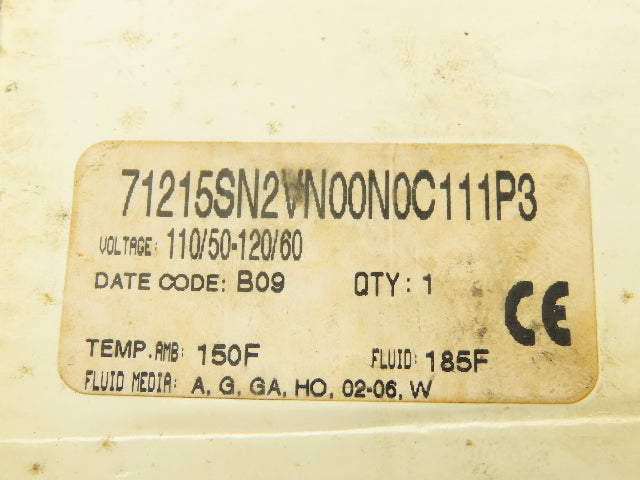 71215SN2VN00N0C111P3
VOLTAGE: 110/50-120/60
DATE CODE: B09 QTY: 1
CE
TEMP. AMB: 150F FLUID: 185F
FLUID MEDIA: A, G, GA, HO, 02-06, W